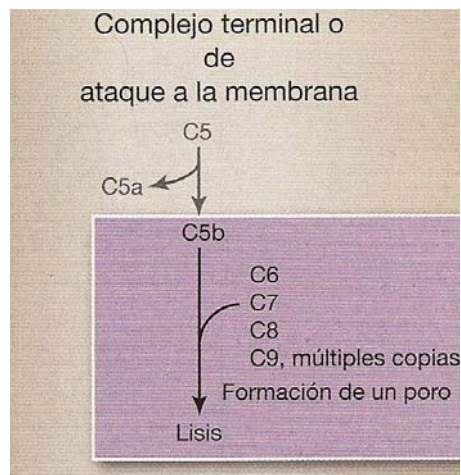 Complejo terminal o
de
ataque a la membrana
C5
C5a
C5b
C6
C7
C8
C9, múltiples copias
Formación de un poro
Lisis